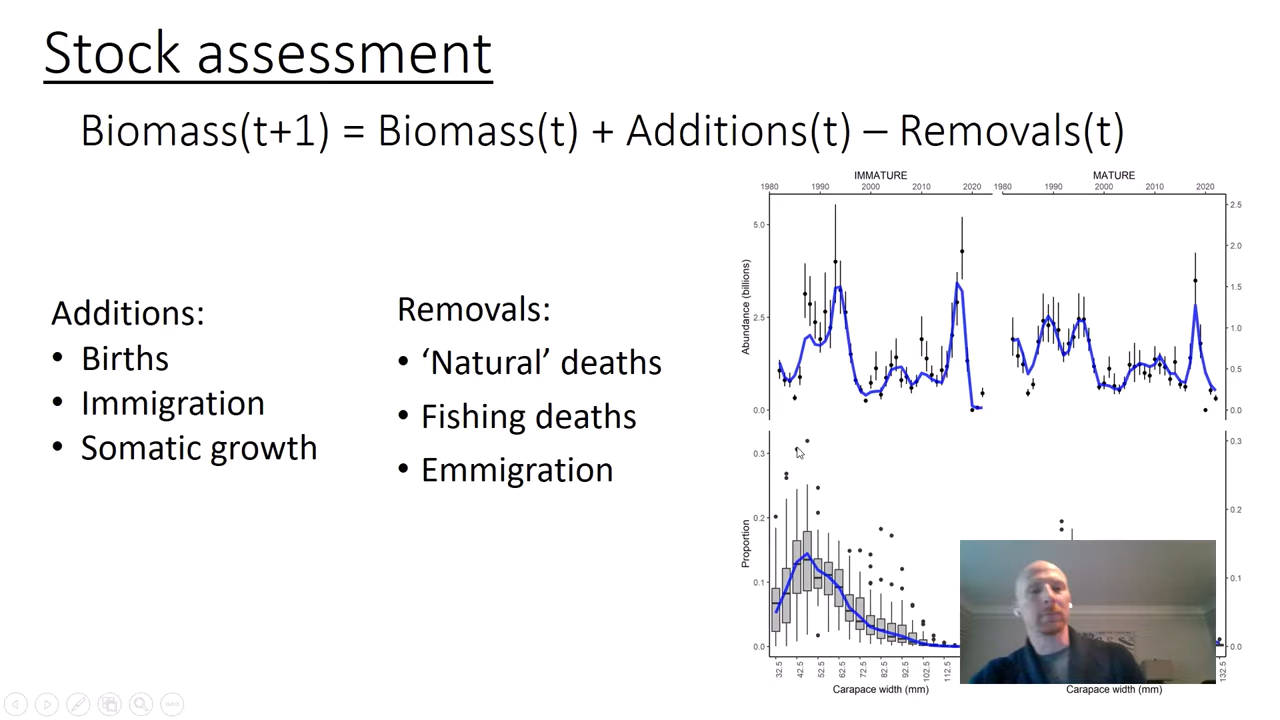 Stock assessment
Biomass(t+1) = Biomass(t) + Additions(t) – Removals(t)
Additions:
• Births
• Immigration
• Somatic growth
Removals:
• ‘Natural’ deaths
• Fishing deaths
• Emmigration
IMMATURE
MATURE
1980 1990 2000 2010 2020
1980 1990 2000 2010 2020
Abundance (billions)
5.0
2.5
0.0
2.5
2.0
1.5
1.0
0.5
0.0
Proportion
0.3
0.2
0.1
0.0
0.3
0.2
0.1
0.0
32.5 42.5 52.5 62.5 72.5 82.5 92.5 102.5 112.5
132.5
Carapace width (mm)
Carapace width (mm)